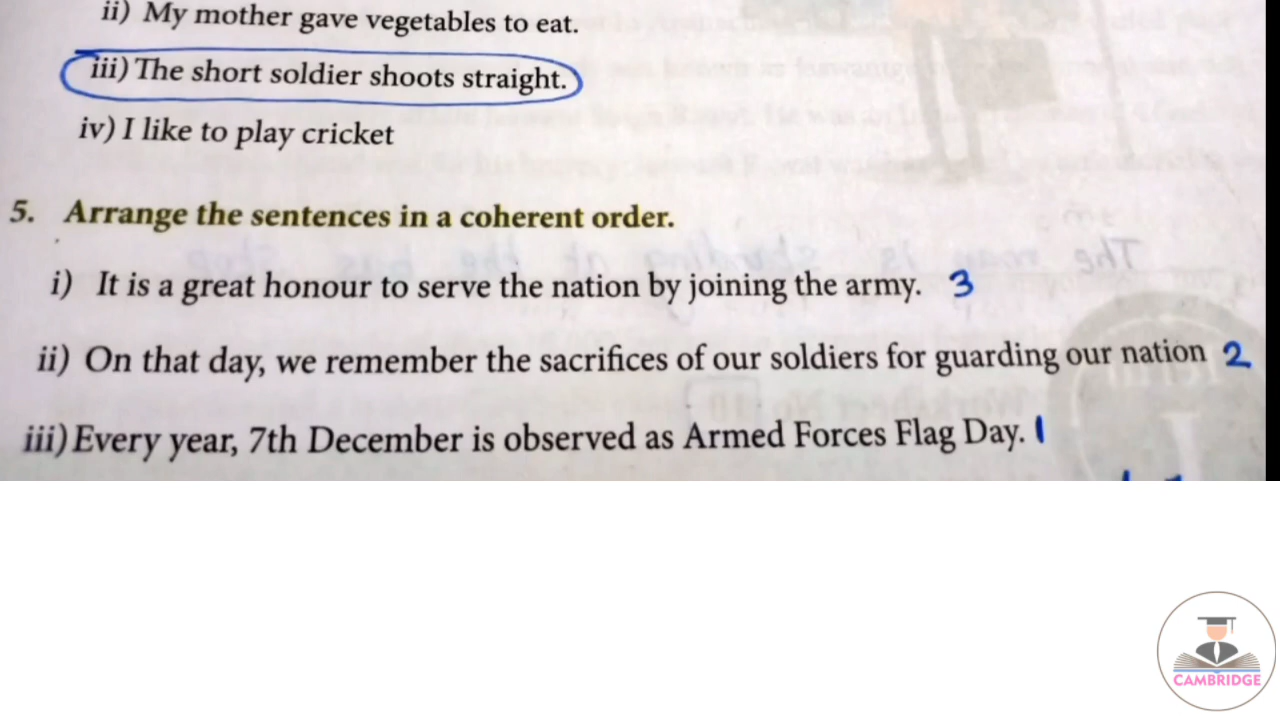 ii) My mother gave vegetables to eat.
iii) The short soldier shoots straight.
iv) I like to play cricket
5. Arrange the sentences in a coherent order.
i) It is a great honour to serve the nation by joining the army. 3
ii) On that day, we remember the sacrifices of our soldiers for guarding our nation 2
iii) Every year, 7th December is observed as Armed Forces Flag Day. 1
CAMBRIDGE